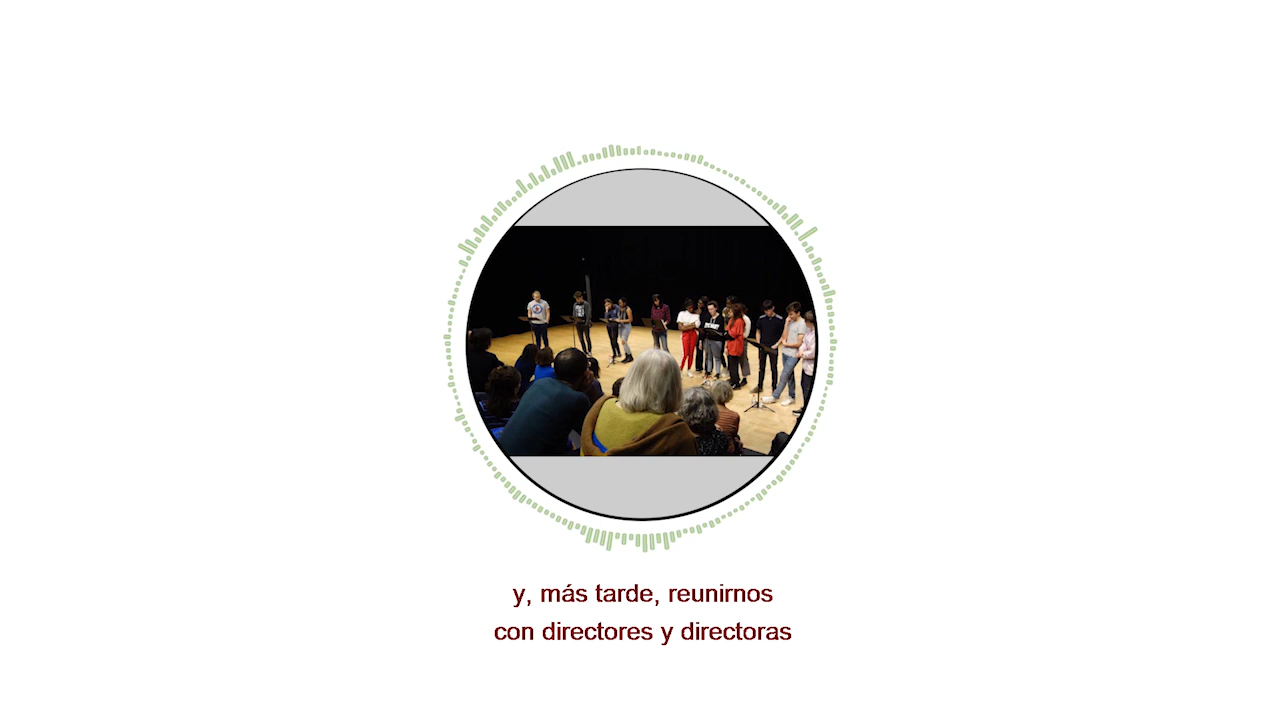 y, más tarde, reunirnos
con directores y directoras